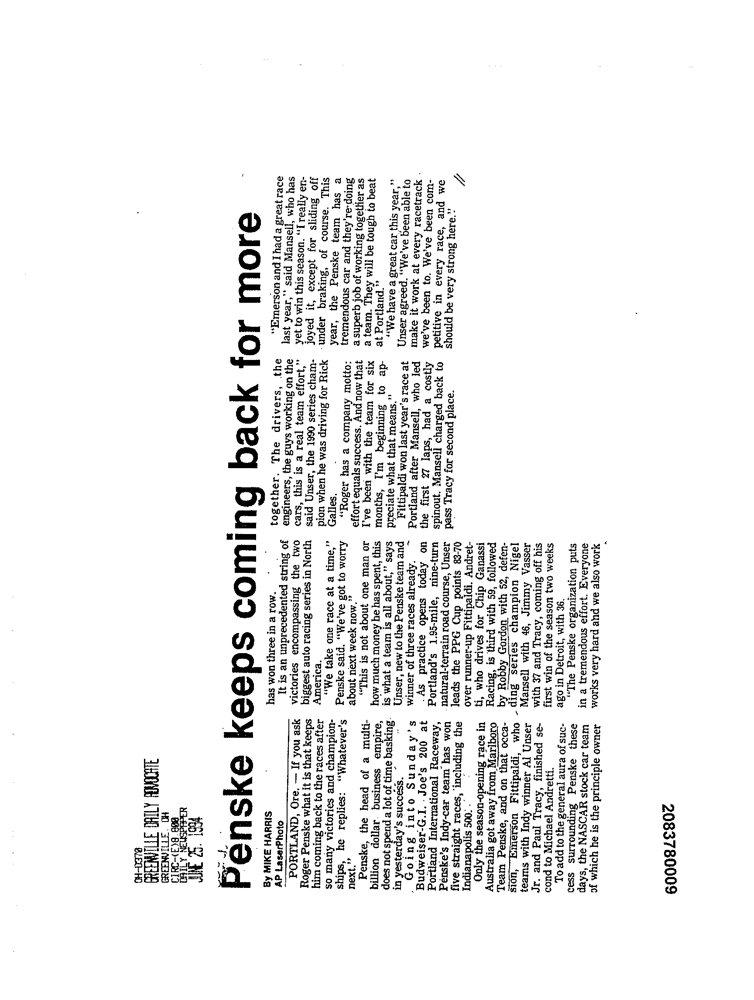 OH-0370
GREENVILLE DAILY ADVOCATE
GREENVILLE, OH
DAILY NEWSPAPER
JUNE 25, 1994
Penske keeps coming back for more
By MIKE HARRIS
AP LaserPhoto
PORTLAND, Ore. — If you ask
Roger Penske what it is that keeps
him coming back to the races after
so many victories and champion-
ships, he replies: "Whatever's
next."
Penske, the head of a multi-
billion dollar business empire,
does not spend a lot of time basking
in yesterday's success.
Going into Sunday's
Budweiser-G.I. Joe's 200 at
Portland International Raceway,
Penske's Indy-car team has won
five straight races, including the
Indianapolis 500.
Only the season-opening race in
Australia got away from Marlboro
Team Penske, and on that occa-
sion, Emerson Fittipaldi, who
teams with Indy winner Al Unser
Jr. and Paul Tracy, finished se-
cond to Michael Andretti.
To add to the general aura of suc-
cess surrounding Penske these
days, the NASCAR stock car team
of which he is the principle owner
has won three in a row.
It is an unprecedented string of
victories encompassing the two
biggest auto racing series in North
America.
"We take one race at a time,"
Penske said. "We've got to worry
about next week now."
"This is not about one man or
how much money he has spent, this
is what a team is all about," says
Unser, new to the Penske team and
winner of three races already.
As practice opens today on
Portland's 1.95-mile, nine-turn
natural-terrain road course, Unser
leads the PPG Cup points 83-70
over runner-up Fittipaldi. Andret-
ti, who drives for Chip Ganassi
Racing is third with 59, followed
by Robby Gordon with 52, defen-
ding series champion Nigel
Mansell with 46, Jimmy Vasser
with 37 and Tracy, coming off his
first win of the season two weeks
ago in Detroit, with 36.
"The Penske organization puts
in a tremendous effort. Everyone
works very hard and we also work
together. The drivers, the
engineers, the guys working on the
cars, this is a real team effort,"
said Unser, the 1990 series cham-
pion when he was driving for Rick
Galles.
"Roger has a company motto:
effort equals success. And now that
I've been with the team for six
months, I'm beginning to ap-
preciate what that means."
Fittipaldi won last year's race at
Portland after Mansell, who led
the first 27 laps, had a costly
spinout. Mansell charged back to
pass Tracy for second place.
"Emerson and I had a great race
last year," said Mansell, who has
yet to win this season. "I really en-
joyed it, except for sliding off
under braking, of course. This
year, the Penske team has a
tremendous car and they're doing
a superb job of working together as
a team. They will be tough to beat
at Portland."
"We have a great car this year,"
Unser agreed. "We've been able to
make it work at every racetrack
we've been to. We've been com-
petitive in every race, and we
should be very strong here."
2083780009